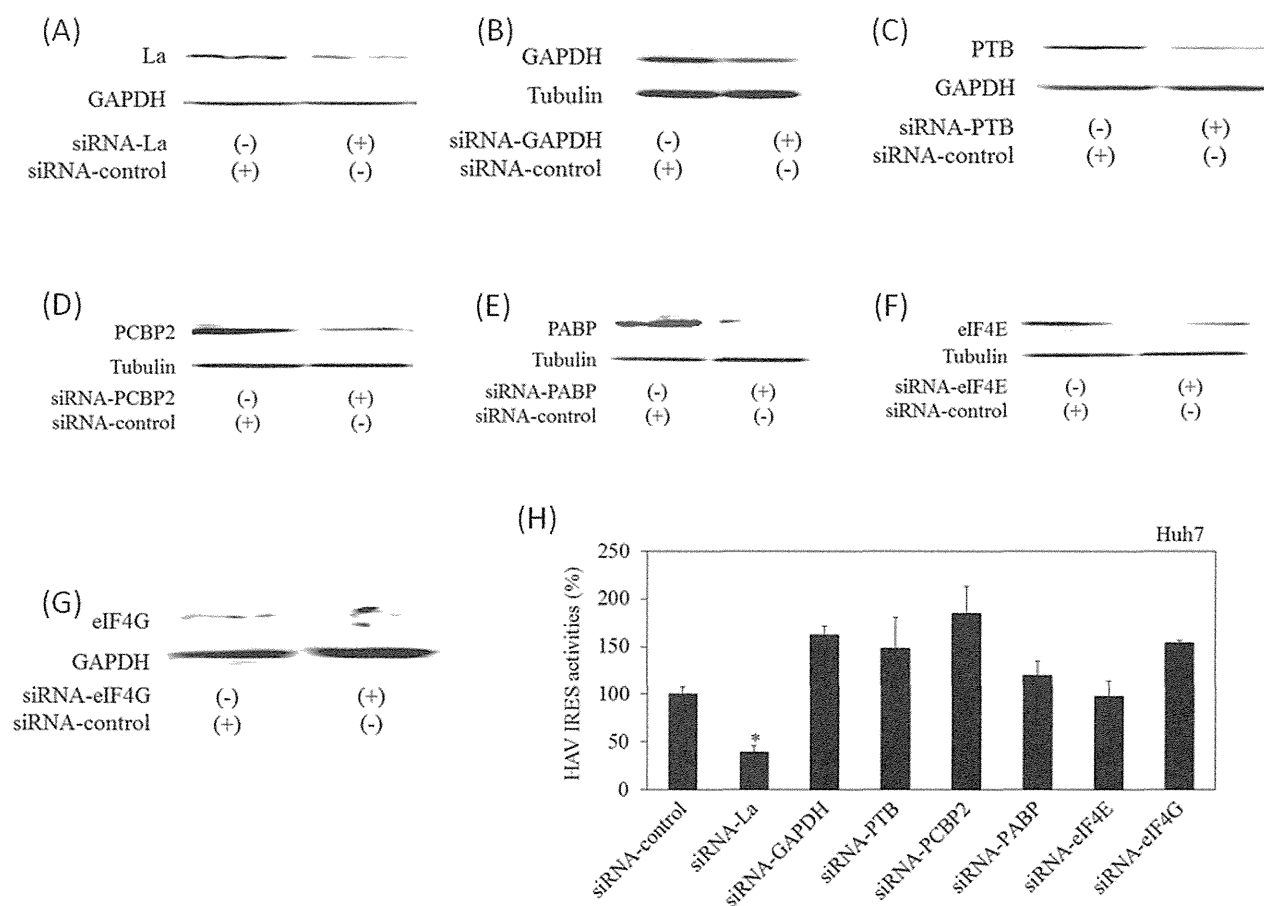 (A)
La
GAPDH
siRNA-La (-) (+)
siRNA-control (+) (-)
(B)
GAPDH
Tubulin
siRNA-GAPDH (-) (+)
siRNA-control (+) (-)
(C)
PTB
GAPDH
siRNA-PTB (-) (+)
siRNA-control (+) (-)
(D)
PCBP2
Tubulin
siRNA-PCBP2 (-) (+)
siRNA-control (+) (-)
(E)
PABP
Tubulin
siRNA-PABP (-) (+)
siRNA-control (+) (-)
(F)
eIF4E
Tubulin
siRNA-eIF4E (-) (+)
siRNA-control (+) (-)
(G)
eIF4G
GAPDH
siRNA-eIF4G (-) (+)
siRNA-control (+) (-)
(H)
Huh7
HAV IRES activities (%)
250
200
150
100
50
0
*
siRNA-control
siRNA-La
siRNA-GAPDH
siRNA-PTB
siRNA-PCBP2
siRNA-PABP
siRNA-eIF4E
siRNA-eIF4G